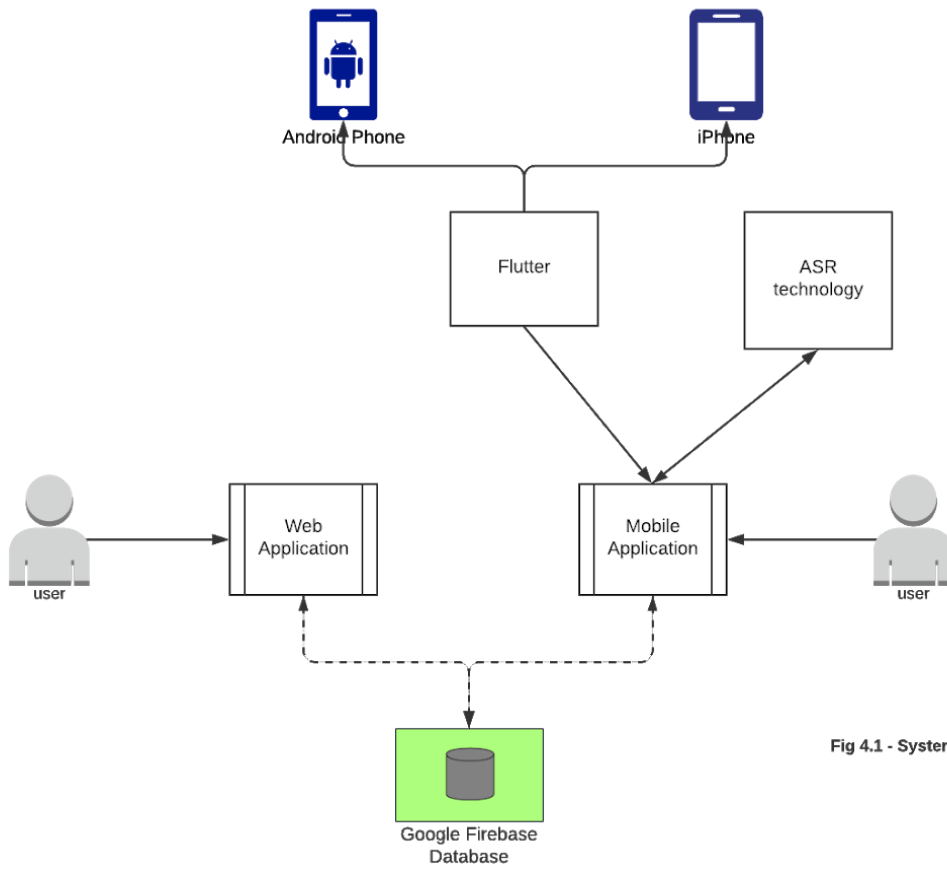 Android Phone
iPhone
Flutter
ASR
technology
Web
Application
Mobile
Application
user
user
Fig 4.1 - Syster
Google Firebase
Database